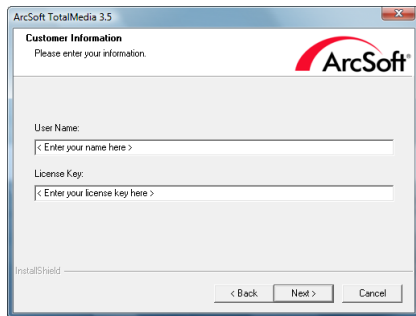 ArcSoft TotalMedia 3.5
Customer Information
Please enter your information.
ArcSoft®
User Name:
< Enter your name here >
License Key:
< Enter your license key here >
InstallShield
< Back Next > Cancel